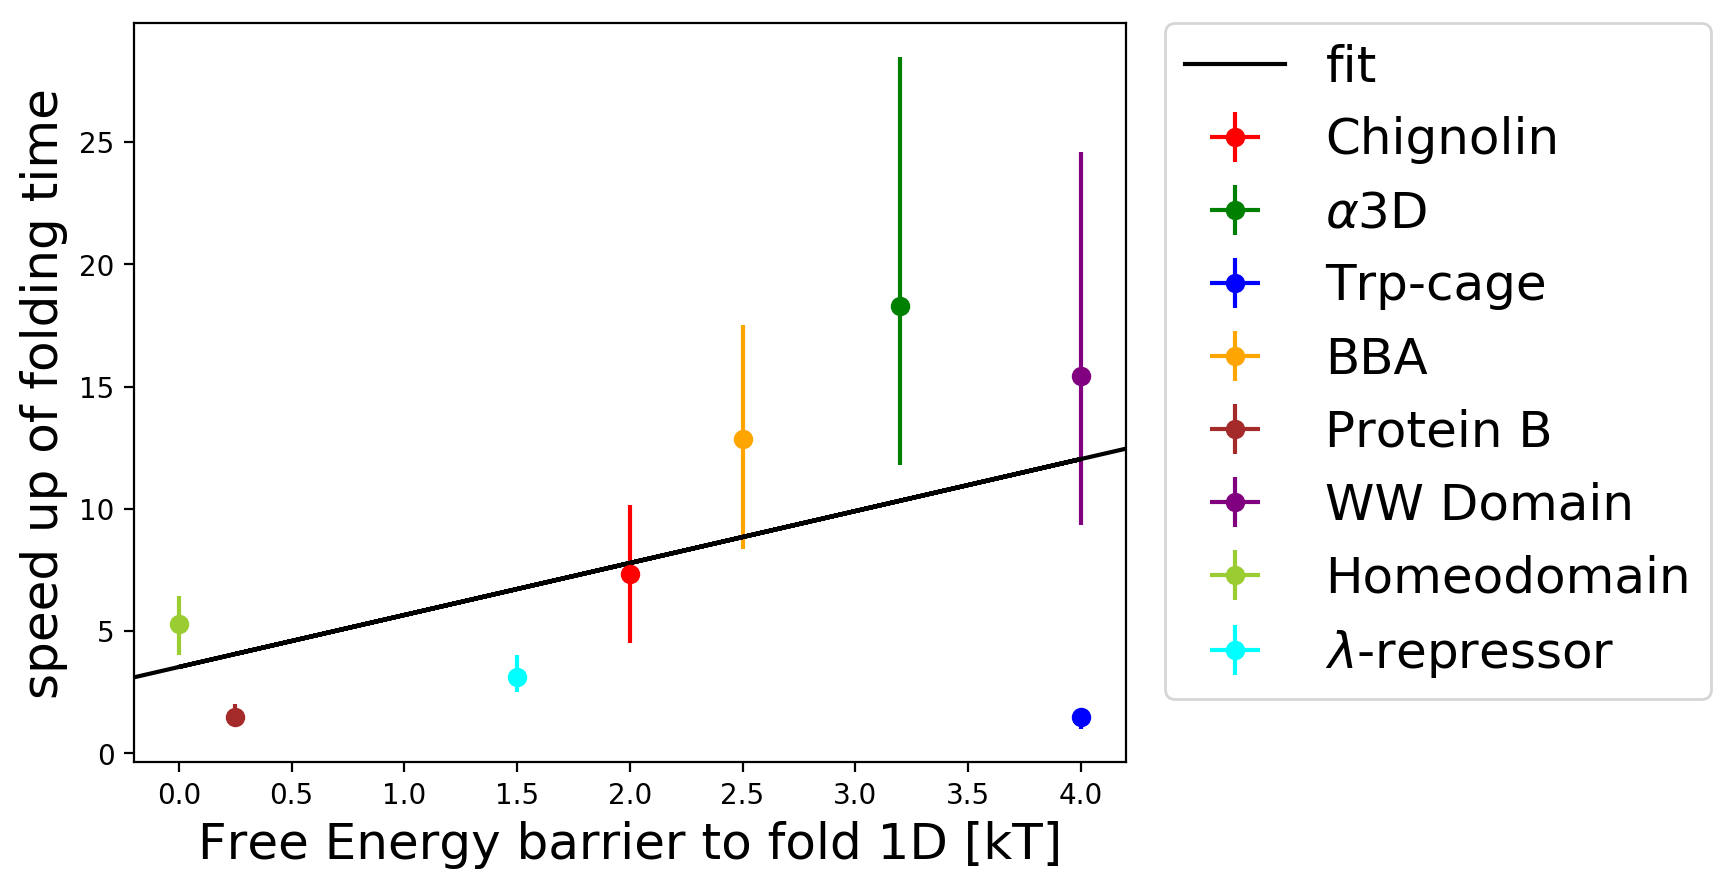 speed up of folding time
25
20
15
10
5
0
0.0 0.5 1.0 1.5 2.0 2.5 3.0 3.5 4.0
Free Energy barrier to fold 1D [kT]
fit
Chignolin
α3D
Trp-cage
BBA
Protein B
WW Domain
Homeodomain
λ-repressor